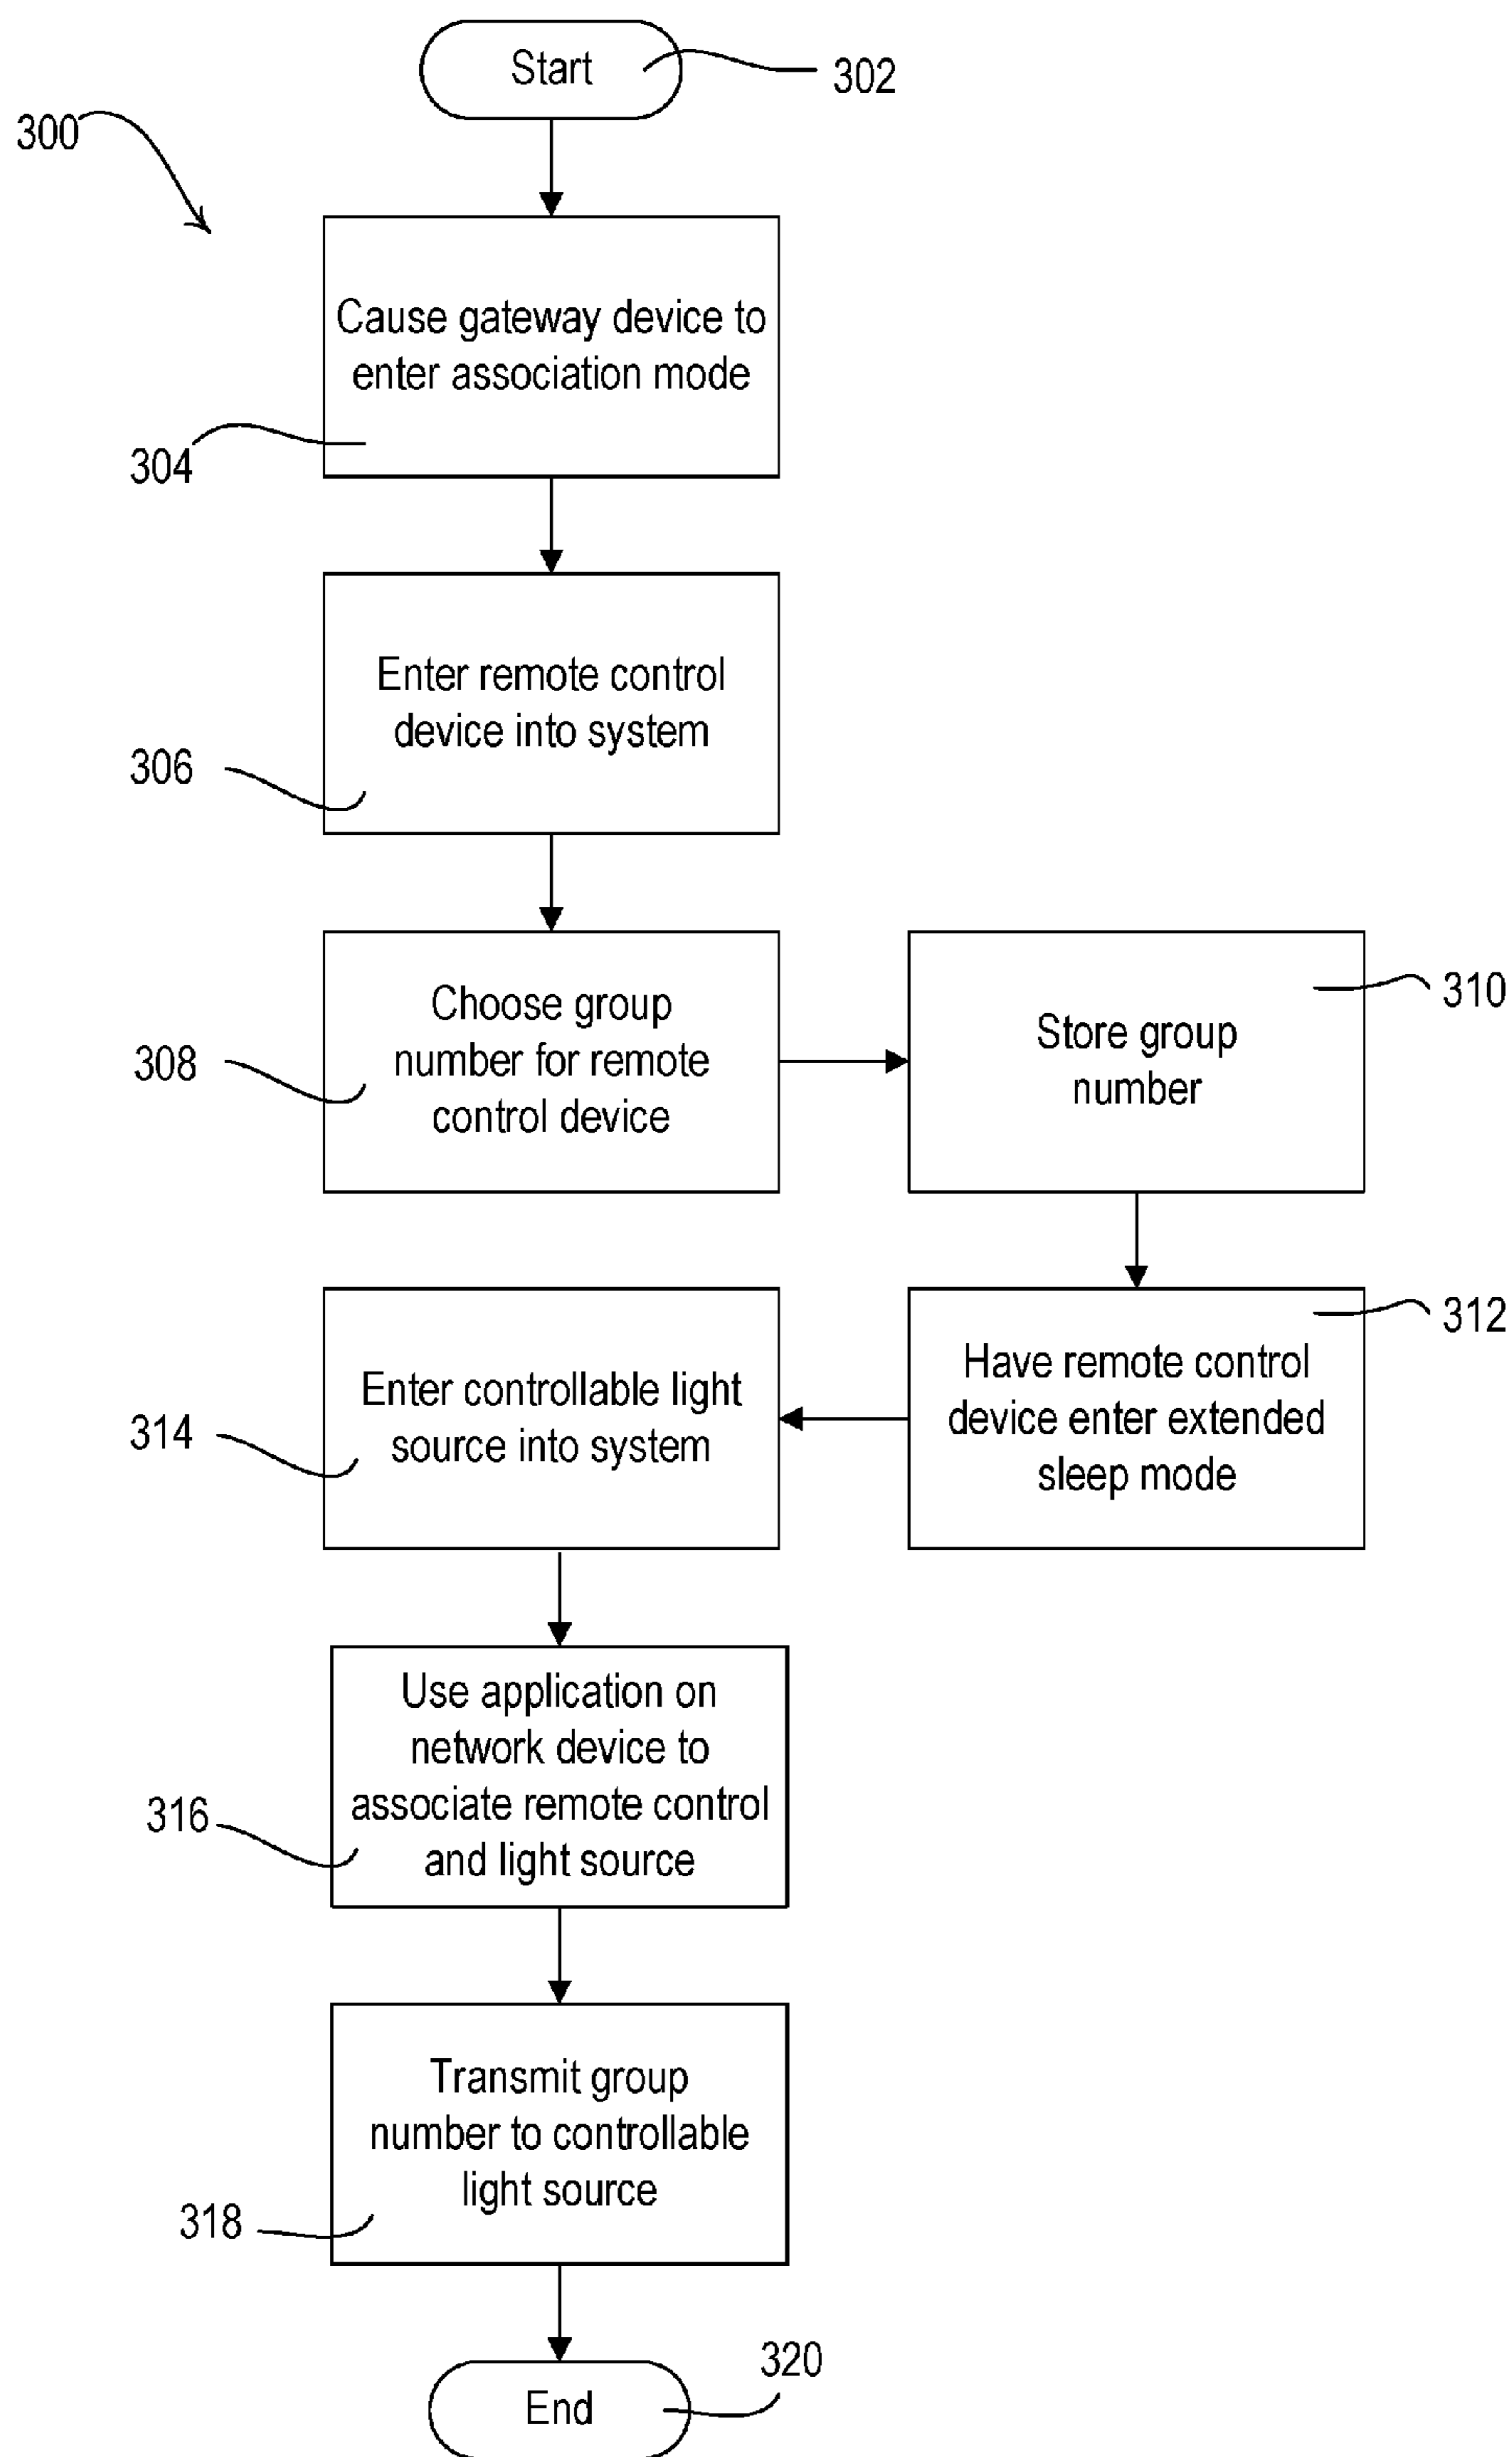 Start
302
300
Cause gateway device to
enter association mode
304
Enter remote control
device into system
306
Choose group
number for remote
control device
308
Store group
number
310
Have remote control
device enter extended
sleep mode
312
Enter controllable light
source into system
314
Use application on
network device to
associate remote control
and light source
316
Transmit group
number to controllable
light source
318
End
320